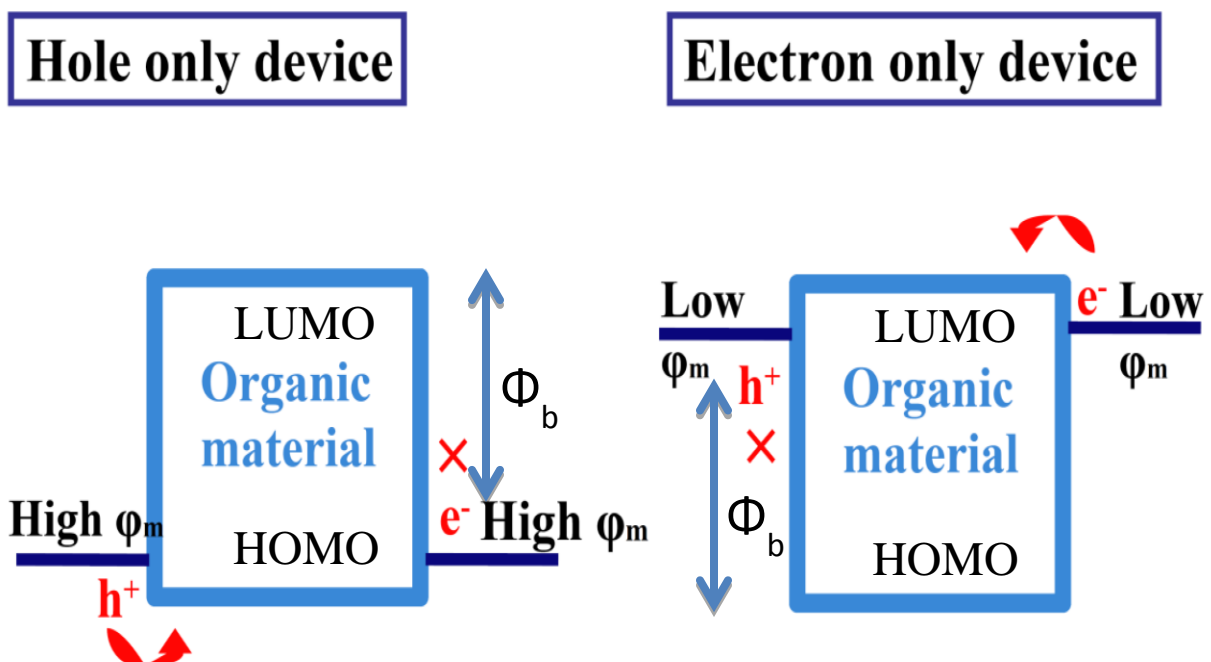 Hole only device
Electron only device
LUMO
Organic
material
HOMO
Φb
×
e-
High φm
High φm
h+
Low
φm
h+
×
Φb
LUMO
Organic
material
HOMO
e-
Low
φm